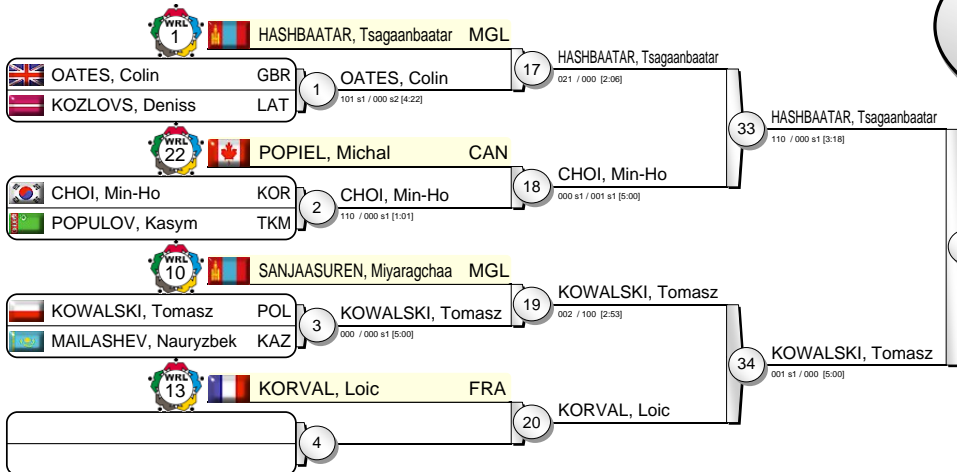 WRL 1 HASHBAATAR, Tsagaanbaatar MGL
OATES, Colin GBR
KOZLOVS, Deniss LAT
1 OATES, Colin
101 s1 / 000 s2 [4:22]
17 HASHBAATAR, Tsagaanbaatar
021 / 000 [2:06]
WRL 22 POPIEL, Michal CAN
CHOI, Min-Ho KOR
POPULOV, Kasym TKM
2 CHOI, Min-Ho
110 / 000 s1 [1:01]
18 CHOI, Min-Ho
000 s1 / 001 s1 [5:00]
33 HASHBAATAR, Tsagaanbaatar
110 / 000 s1 [3:18]
WRL 10 SANJAASUREN, Miyaragchaa MGL
KOWALSKI, Tomasz POL
MAILASHEV, Nauryzbek KAZ
3 KOWALSKI, Tomasz
000 / 000 s1 [5:00]
19 KOWALSKI, Tomasz
002 / 100 [2:53]
WRL 13 KORVAL, Loic FRA
4
20 KORVAL, Loic
34 KOWALSKI, Tomasz
001 s1 / 000 [5:00]